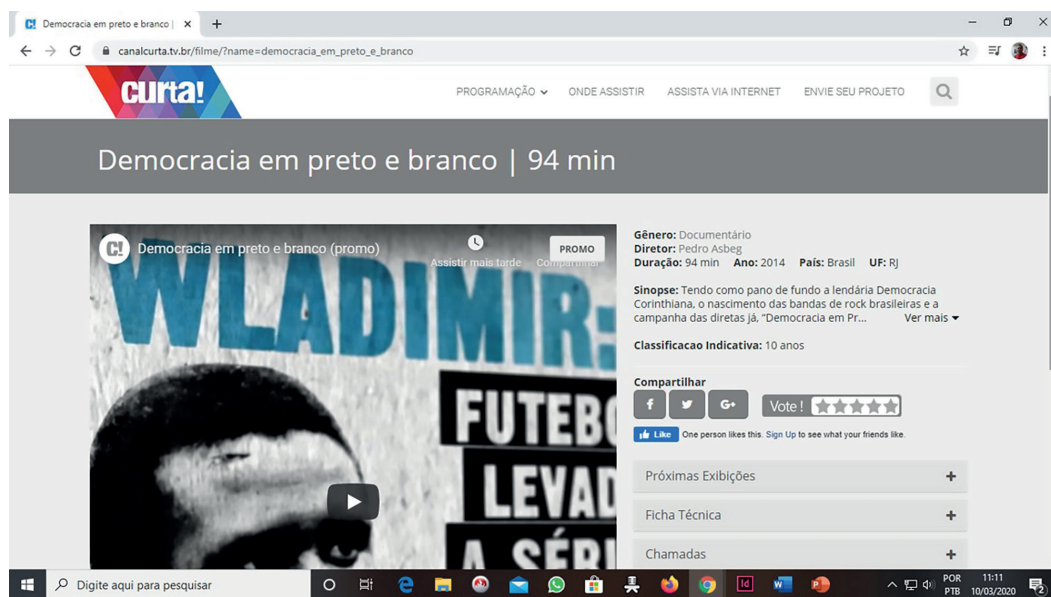 Democracia em preto e branco |
canalcurta.tv.br/filme/?name=democracia_em_preto_e_branco
curta!
PROGRAMAÇÃO ONDE ASSISTIR ASSISTA VIA INTERNET ENVIE SEU PROJETO
Democracia em preto e branco | 94 min
C! Democracia em preto e branco (promo)
Assistir mais tarde Compartilhar
PROMO
WLADIMIR:
FUTEBO
LEVAD
A SÉRI
Gênero: Documentário
Diretor: Pedro Asbeg
Duração: 94 min Ano: 2014 País: Brasil UF: RJ
Sinopse: Tendo como pano de fundo a lendária Democracia
Corinthiana, o nascimento das bandas de rock brasileiras e a
campanha das diretas já, "Democracia em Pr... Ver mais
Classificacao Indicativa: 10 anos
Compartilhar
f G+ Vote !
Like One person likes this. Sign Up to see what your friends like.
Próximas Exibições +
Ficha Técnica +
Chamadas +
Digite aqui para pesquisar
POR 11:11
PTB 10/03/2020